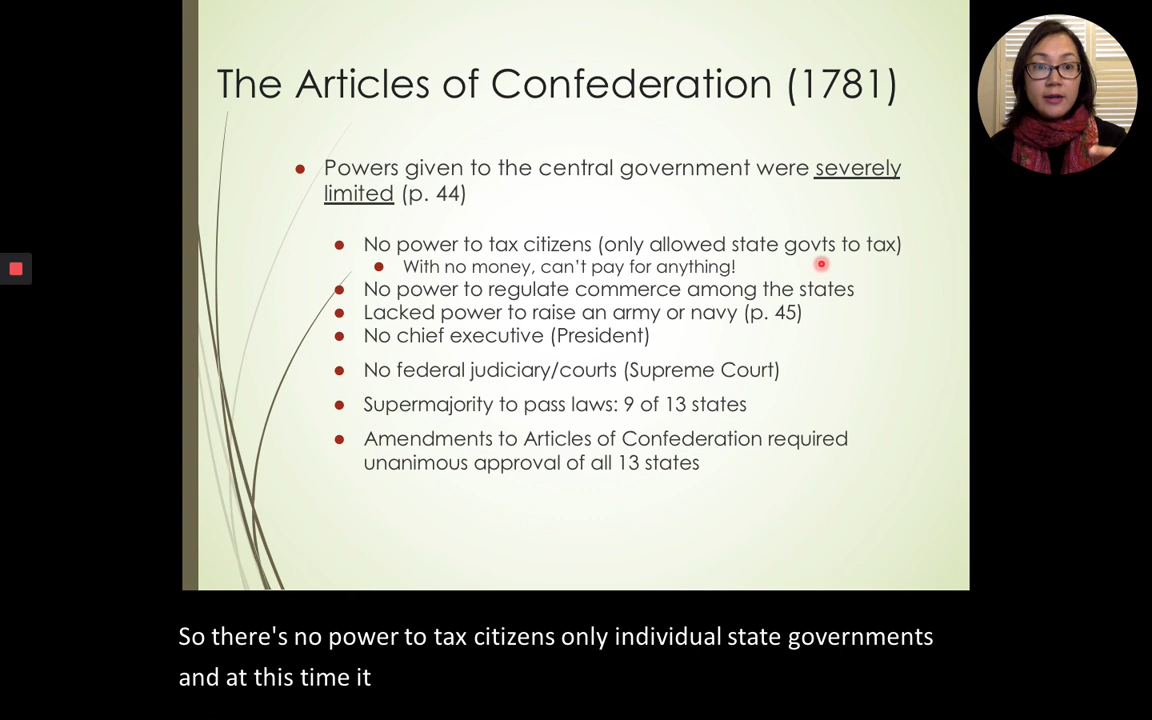 The Articles of Confederation (1781)
Powers given to the central government were severely
limited (p. 44)
No power to tax citizens (only allowed state govts to tax)
With no money, can't pay for anything!
No power to regulate commerce among the states
Lacked power to raise an army or navy (p. 45)
No chief executive (President)
No federal judiciary/courts (Supreme Court)
Supermajority to pass laws: 9 of 13 states
Amendments to Articles of Confederation required
unanimous approval of all 13 states
So there's no power to tax citizens only individual state governments
and at this time it